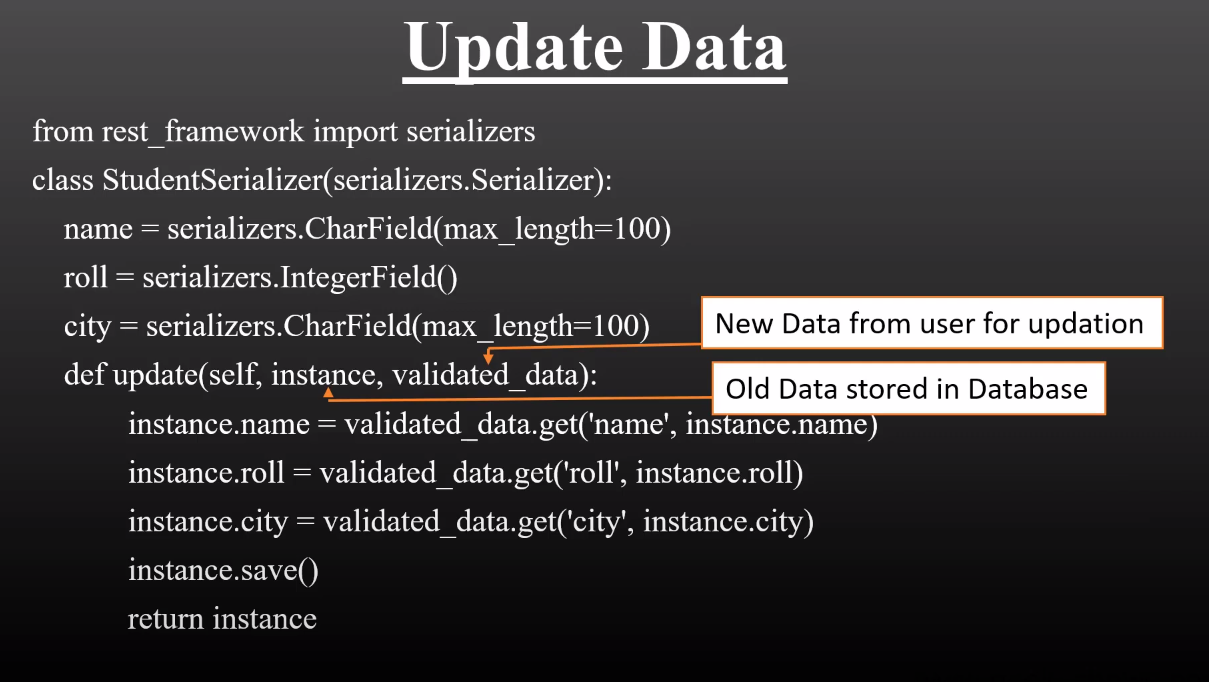 Update Data
from rest_framework import serializers
class StudentSerializer(serializers.Serializer):
name = serializers.CharField(max_length=100)
roll = serializers.IntegerField()
city = serializers.CharField(max_length=100)
New Data from user for updation
def update(self, instance, validated_data):
Old Data stored in Database
instance.name = validated_data.get('name', instance.name)
instance.roll = validated_data.get('roll', instance.roll)
instance.city = validated_data.get('city', instance.city)
instance.save()
return instance